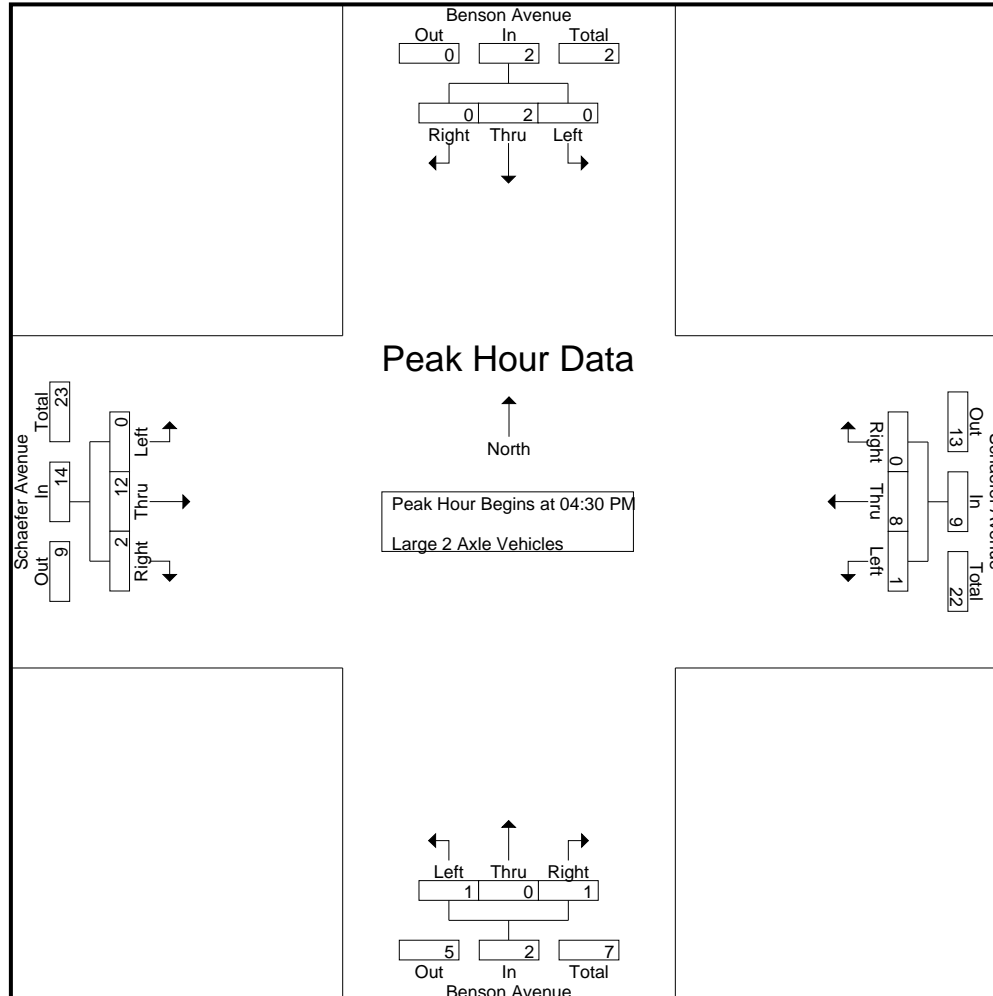 Benson Avenue
Out In Total
0 2 2
0 2 0
Right Thru Left
Peak Hour Data
North
Peak Hour Begins at 04:30 PM
Large 2 Axle Vehicles
Schaefer Avenue
Total In Out
23 14 9
0 12 2
Left Thru Right
Right Thru Left
0 8 1
Out In Total
13 9 22
Schaefer Avenue
Left Thru Right
1 0 1
5 2 7
Out In Total
Benson Avenue